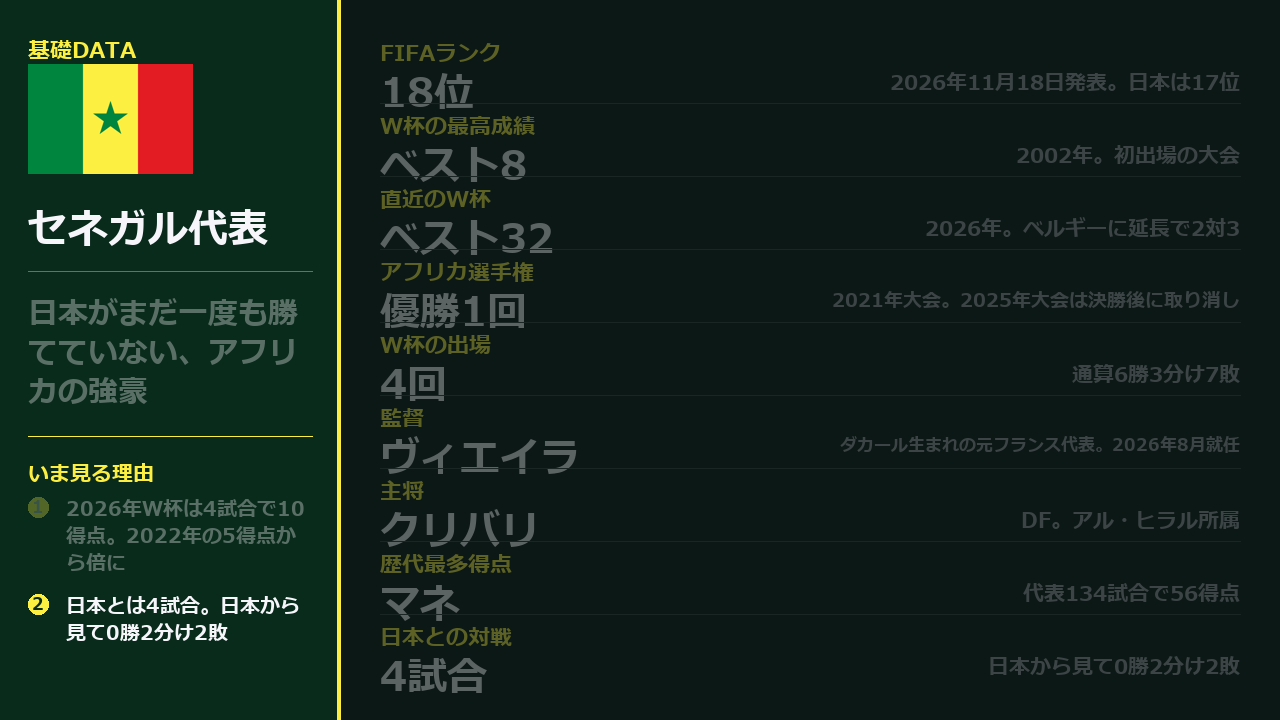 基礎DATA
セネガル代表
日本がまだ一度も勝
てていない、アフリ
カの強豪
いま見る理由
1 2026年W杯は4試合で10
得点。2022年の5得点か
ら倍に
2 日本とは4試合。日本から
見て0勝2分け2敗
FIFAランク
18位 2026年11月18日発表。日本は17位
W杯の最高成績
ベスト8 2002年。初出場の大会
直近のW杯
ベスト32 2026年。ベルギーに延長で2対3
アフリカ選手権
優勝1回 2021年大会。2025年大会は決勝後に取り消し
W杯の出場
4回 通算6勝3分け7敗
監督
ヴィエイラ ダカール生まれの元フランス代表。2026年8月就任
主将
クリバリ DF。アル・ヒラル所属
歴代最多得点
マネ 代表134試合で56得点
日本との対戦
4試合 日本から見て0勝2分け2敗